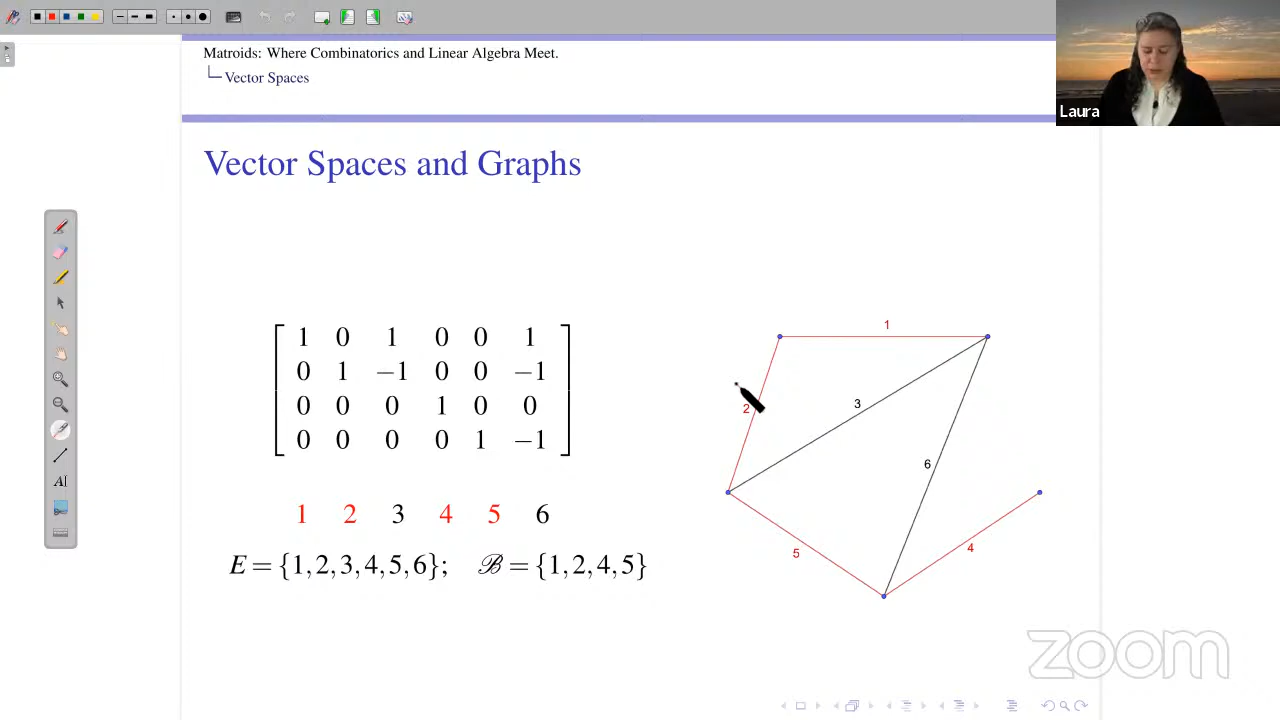 Matroids: Where Combinatorics and Linear Algebra Meet.
Vector Spaces
Laura
Vector Spaces and Graphs
1 0 1 0 0 1
0 1 −1 0 0 −1
0 0 0 1 0 0
0 0 0 0 1 −1
1 2 3 4 5 6
E = {1,2,3,4,5,6}; ℬ = {1,2,4,5}
1
2
3
6
5
4
AI
zoom